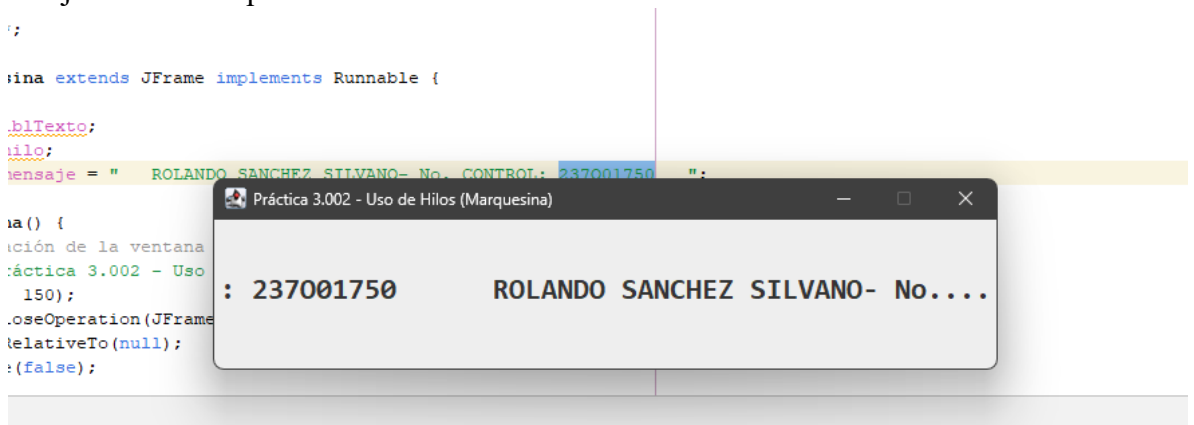 ;
sina extends JFrame implements Runnable {
lblTexto;
hilo;
mensaje = "   ROLANDO SANCHEZ SILVANO- No. CONTROL: 237O01750    ";
na() {
ación de la ventana
ráctica 3.002 - Uso
150);
loseOperation(JFrame
RelativeTo(null);
e(false);
Práctica 3.002 - Uso de Hilos (Marquesina)
: 237O01750      ROLANDO SANCHEZ SILVANO- No....